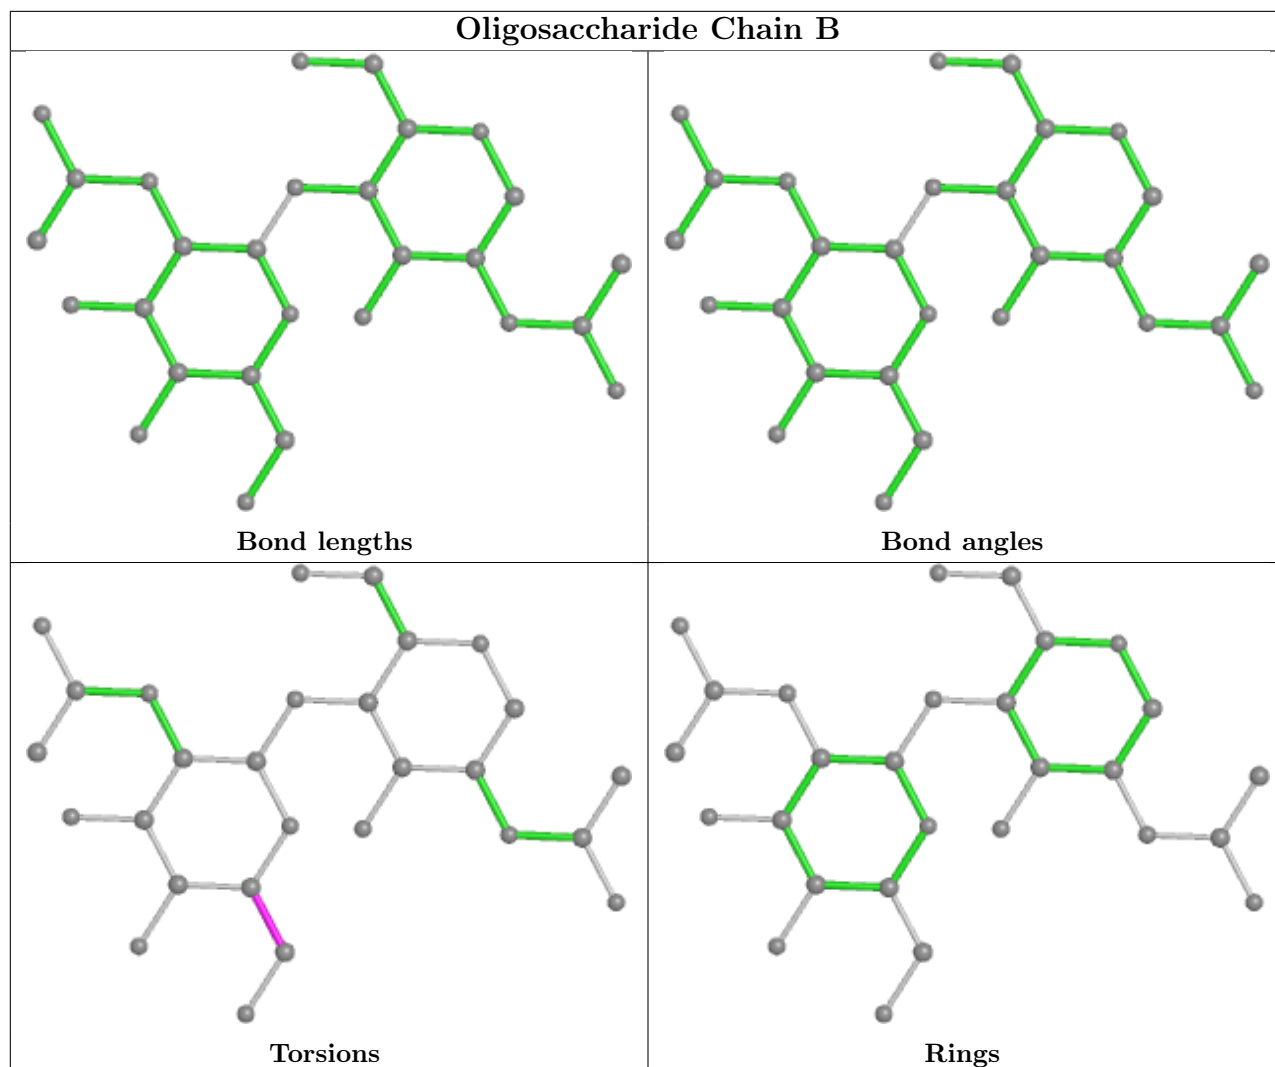 Oligosaccharide Chain B
Bond lengths
Bond angles
Torsions
Rings